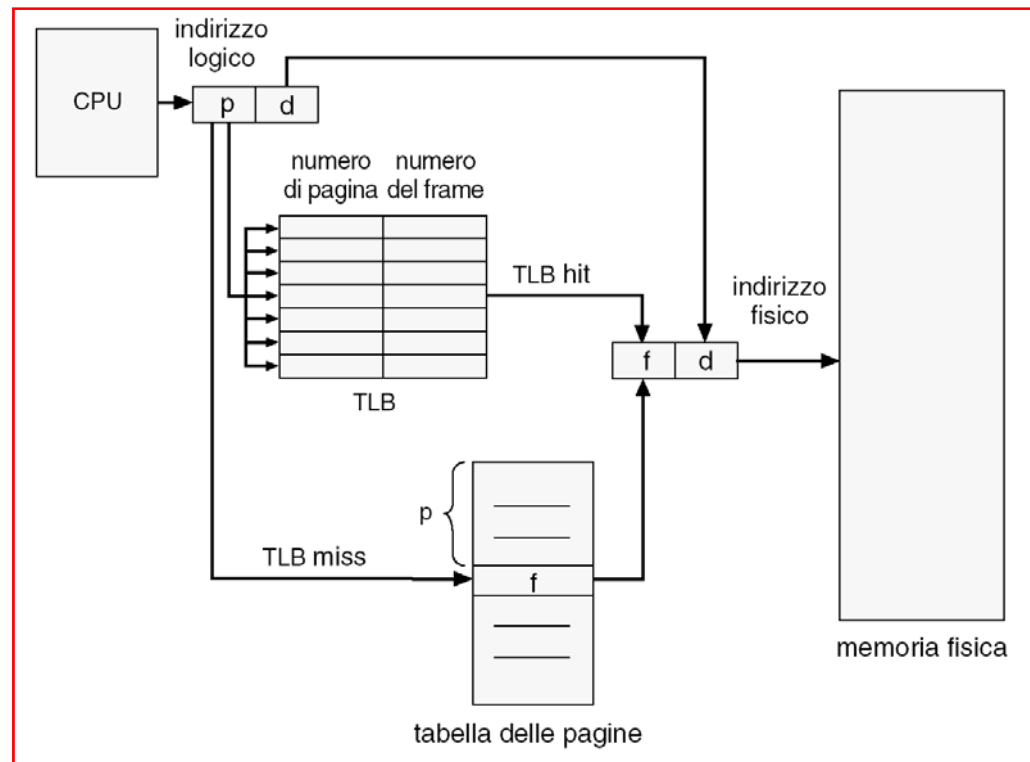 indirizzo
logico
CPU
p
d
numero
di pagina
numero
del frame
TLB hit
TLB
indirizzo
fisico
f
d
p
TLB miss
f
memoria fisica
tabella delle pagine